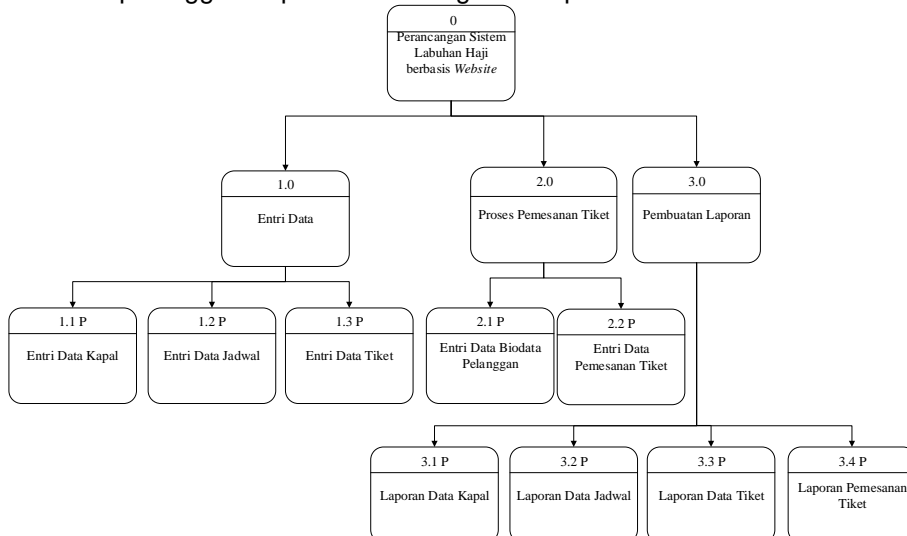 0
Perancangan Sistem
Labuhan Haji
berbasis Website
1.0
Entri Data
2.0
Proses Pemesanan Tiket
3.0
Pembuatan Laporan
1.1 P
Entri Data Kapal
1.2 P
Entri Data Jadwal
1.3 P
Entri Data Tiket
2.1 P
Entri Data Biodata
Pelanggan
2.2 P
Entri Data
Pemesanan Tiket
3.1 P
Laporan Data Kapal
3.2 P
Laporan Data Jadwal
3.3 P
Laporan Data Tiket
3.4 P
Laporan Pemesanan
Tiket